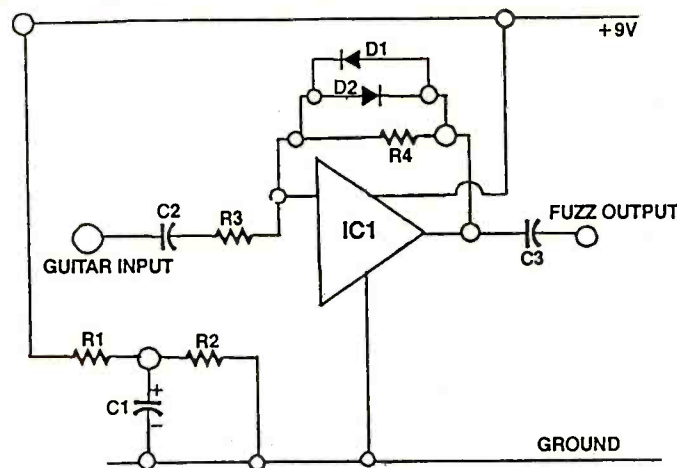 +9V
D1
D2
R4
C2
R3
IC1
FUZZ OUTPUT
GUITAR INPUT
C3
R1
R2
+
C1
-
GROUND